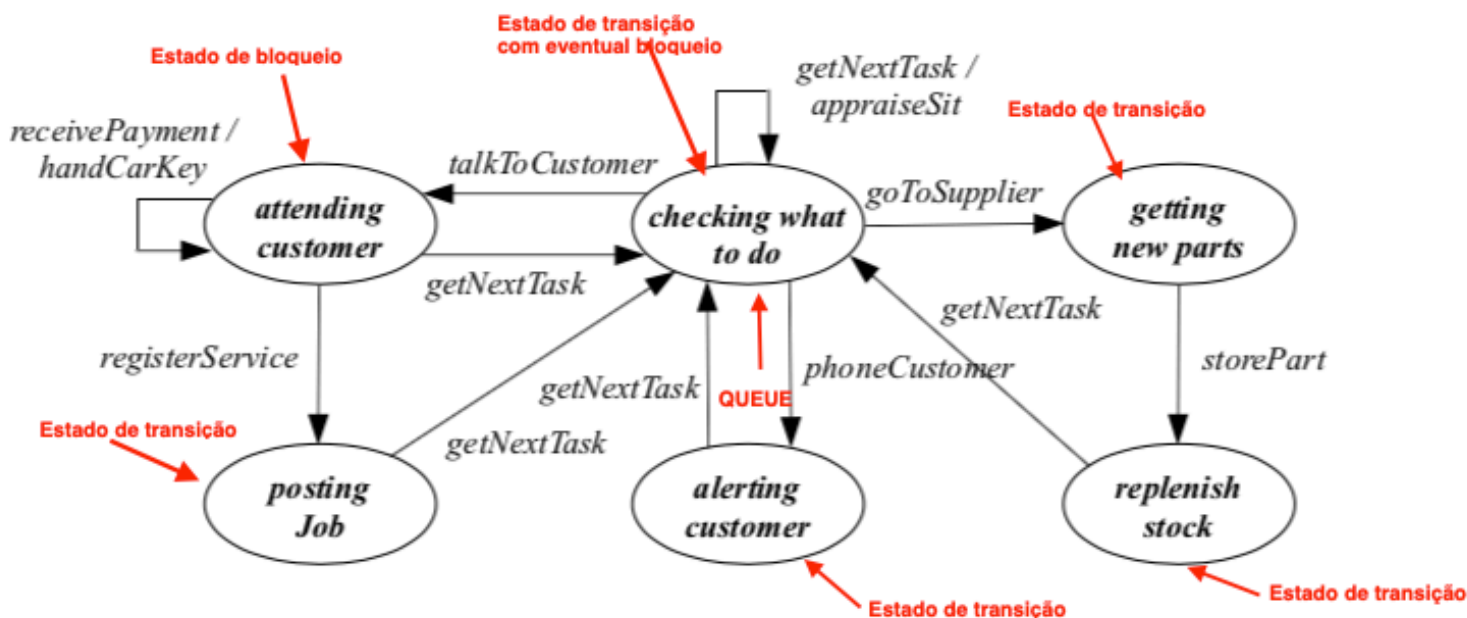 Estado de bloqueio
Estado de transição
com eventual bloqueio
getNextTask /
appraiseSit
Estado de transição
receivePayment /
handCarKey
talkToCustomer
goToSupplier
attending
customer
checking what
to do
getting
new parts
getNextTask
getNextTask
registerService
phoneCustomer
storePart
getNextTask
QUEUE
Estado de transição
getNextTask
posting
Job
alerting
customer
replenish
stock
Estado de transição
Estado de transição